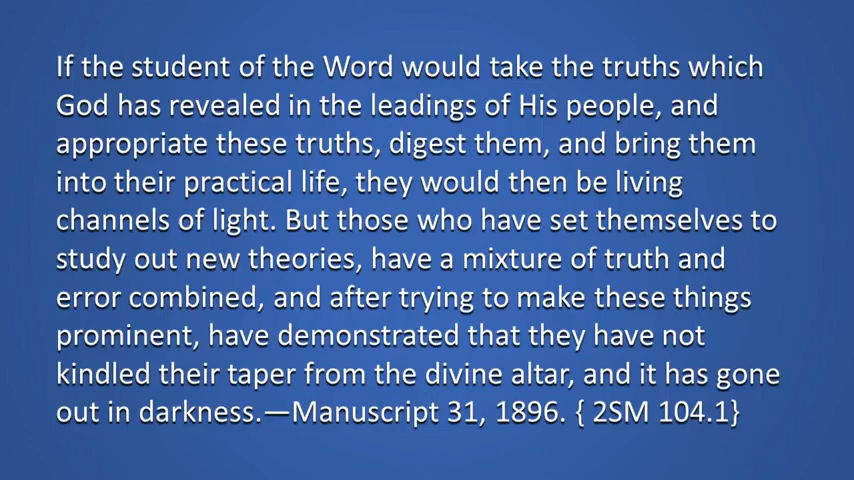 If the student of the Word would take the truths which
God has revealed in the leadings of His people, and
appropriate these truths, digest them, and bring them
into their practical life, they would then be living
channels of light. But those who have set themselves to
study out new theories, have a mixture of truth and
error combined, and after trying to make these things
prominent, have demonstrated that they have not
kindled their taper from the divine altar, and it has gone
out in darkness.—Manuscript 31, 1896. { 2SM 104.1}